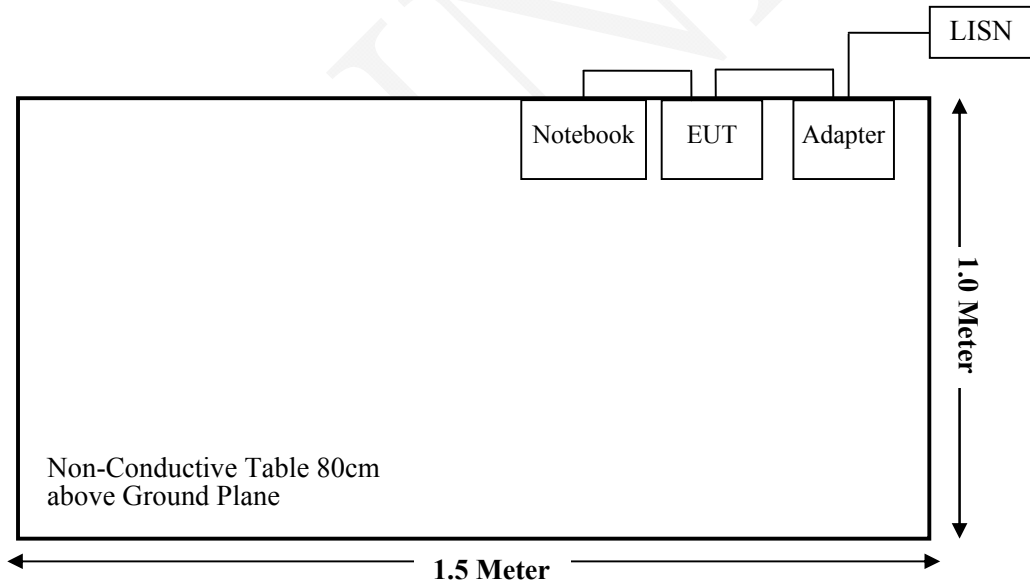 LISN
Notebook
EUT
Adapter
1.0 Meter
Non-Conductive Table 80cm
above Ground Plane
1.5 Meter